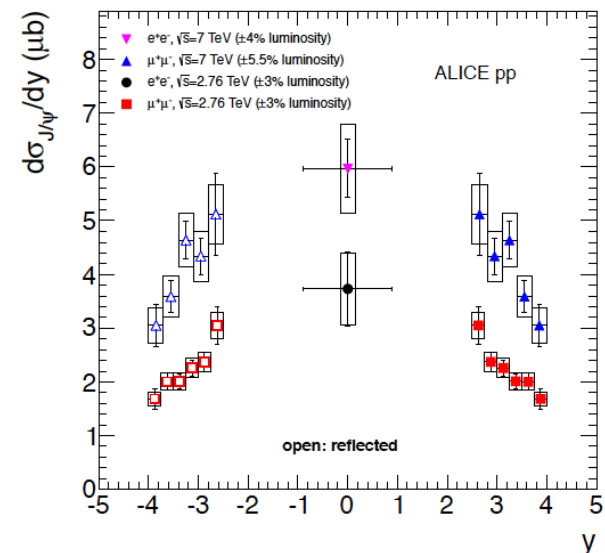 e⁺e⁻, √s=7 TeV (±4% luminosity)
μ⁺μ⁻, √s=7 TeV (±5.5% luminosity)
e⁺e⁻, √s=2.76 TeV (±3% luminosity)
μ⁺μ⁻, √s=2.76 TeV (±3% luminosity)
ALICE pp
dσ_J/ψ/dy (μb)
8
7
6
5
4
3
2
1
0
open: reflected
-5 -4 -3 -2 -1 0 1 2 3 4 5
y